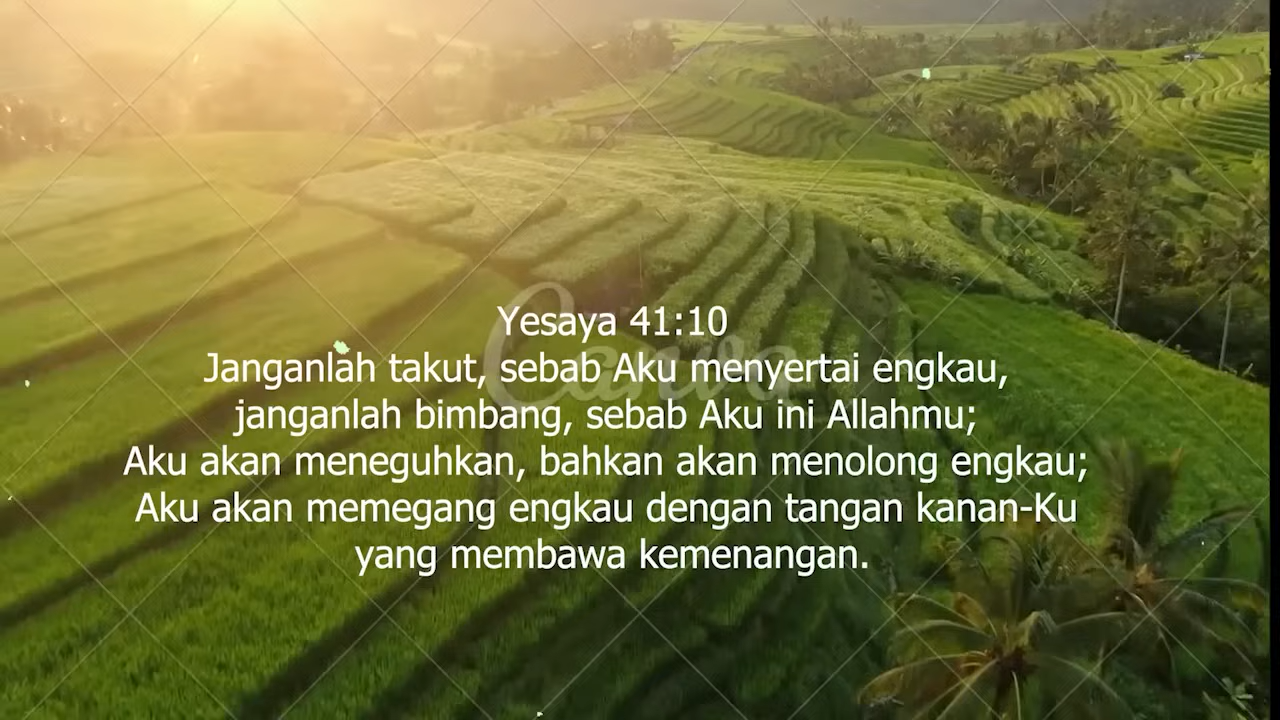 Yesaya 41:10
Janganlah takut, sebab Aku menyertai engkau,
janganlah bimbang, sebab Aku ini Allahmu;
Aku akan meneguhkan, bahkan akan menolong engkau;
Aku akan memegang engkau dengan tangan kanan-Ku
yang membawa kemenangan.
Canva